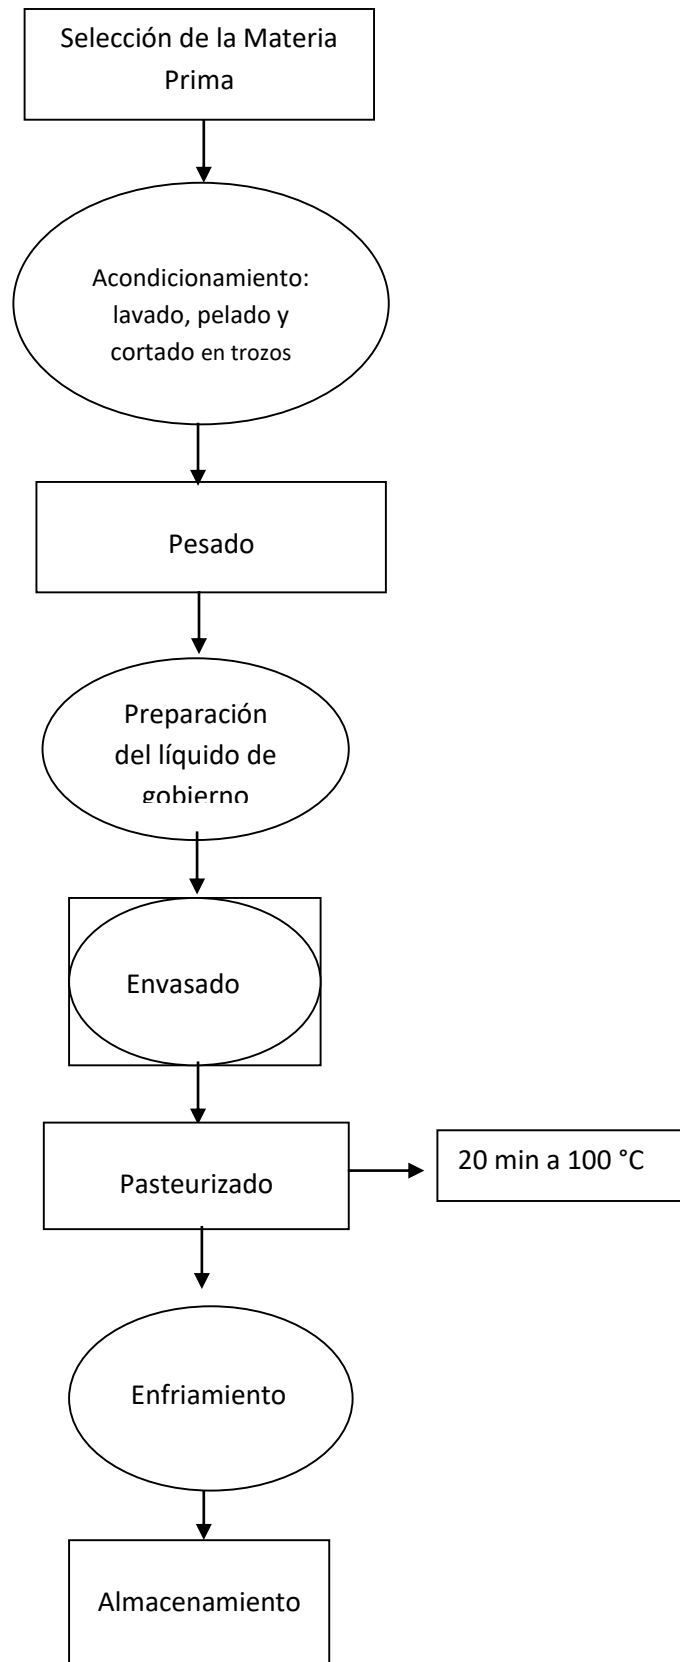 Selección de la Materia
Prima
Acondicionamiento:
lavado, pelado y
cortado en trozos
Pesado
Preparación
del líquido de
gobierno
Envasado
Pasteurizado
20 min a 100 °C
Enfriamiento
Almacenamiento